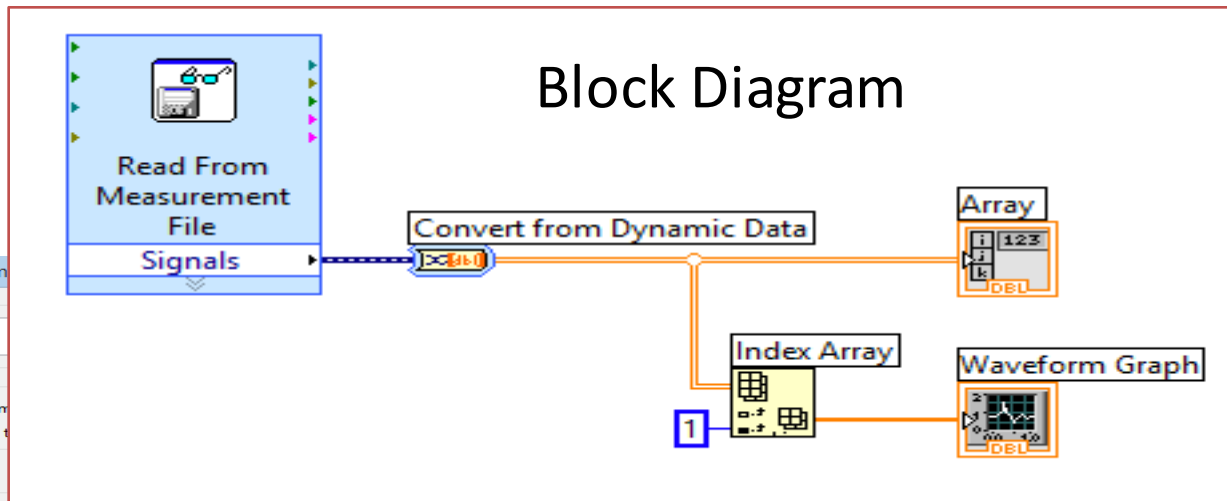 Block Diagram
Read From
Measurement
File
Signals
Convert from Dynamic Data
Array
i 123
j
k
DBL
Index Array
1
Waveform Graph
DBL